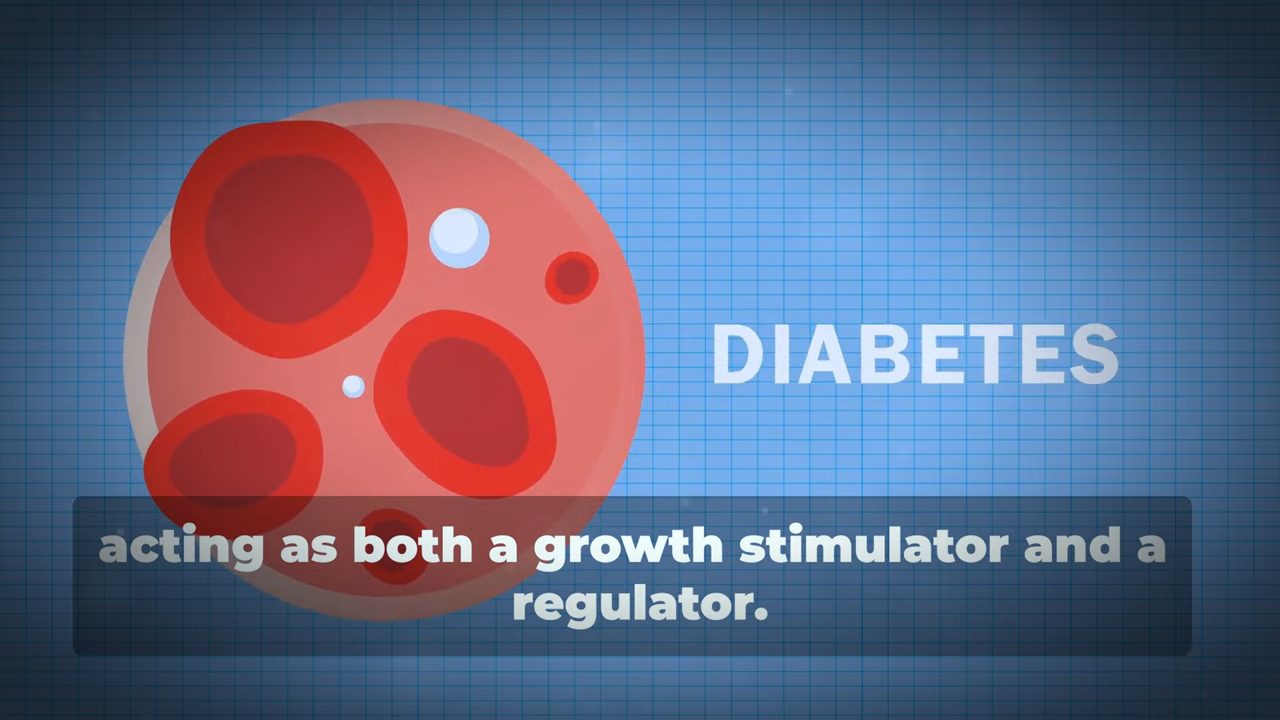 DIABETES
acting as both a growth stimulator and a
regulator.